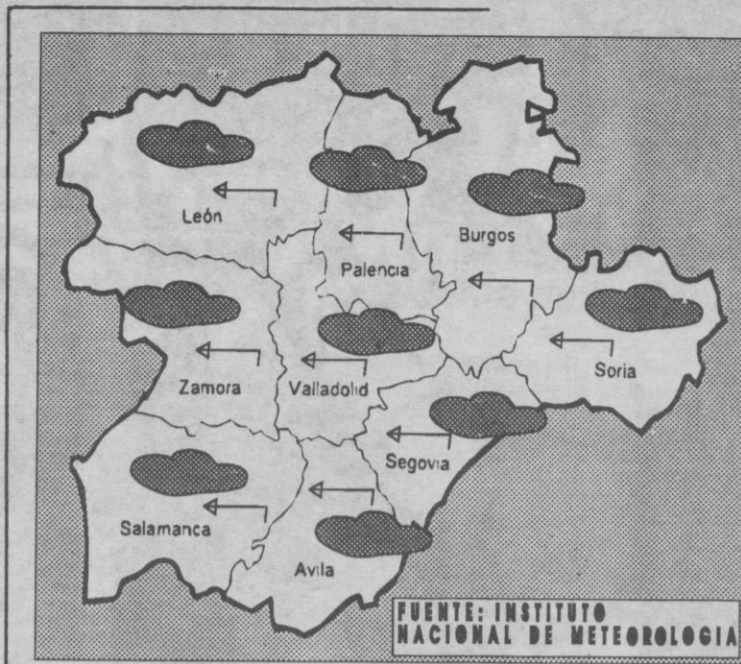 León
Burgos
Palencia
Soria
Zamora
Valladolid
Segovia
Salamanca
Avila
FUENTE: INSTITUTO
NACIONAL DE METEOROLOGIA